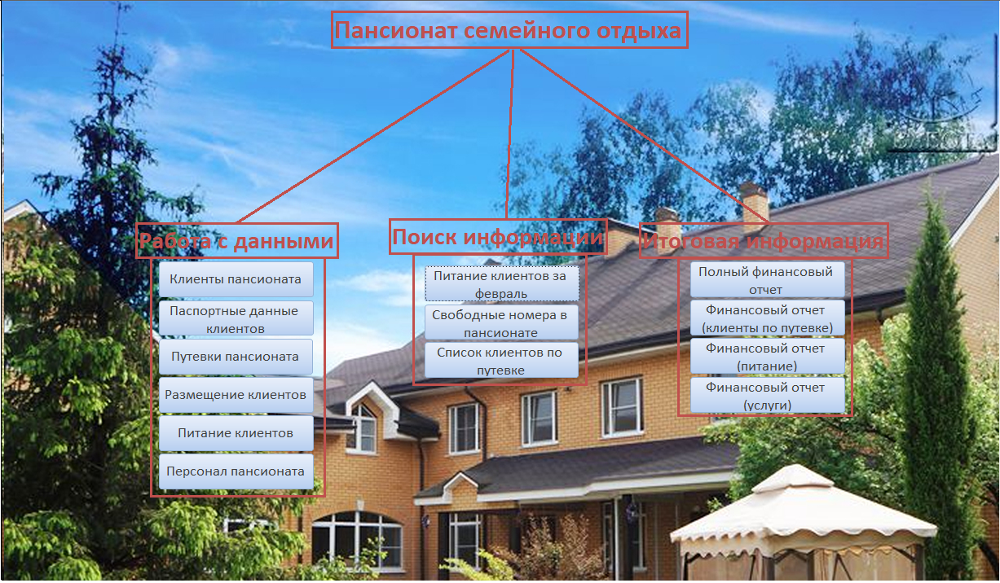 Пансионат семейного отдыха
Работа с данными
Клиенты пансионата
Паспортные данные
клиентов
Путевки пансионата
Размещение клиентов
Питание клиентов
Персонал пансионата
Поиск информации
Питание клиентов за
февраль
Свободные номера в
пансионате
Список клиентов по
путевке
Итоговая информация
Полный финансовый
отчет
Финансовый отчет
(клиенты по путевке)
Финансовый отчет
(питание)
Финансовый отчет
(услуги)